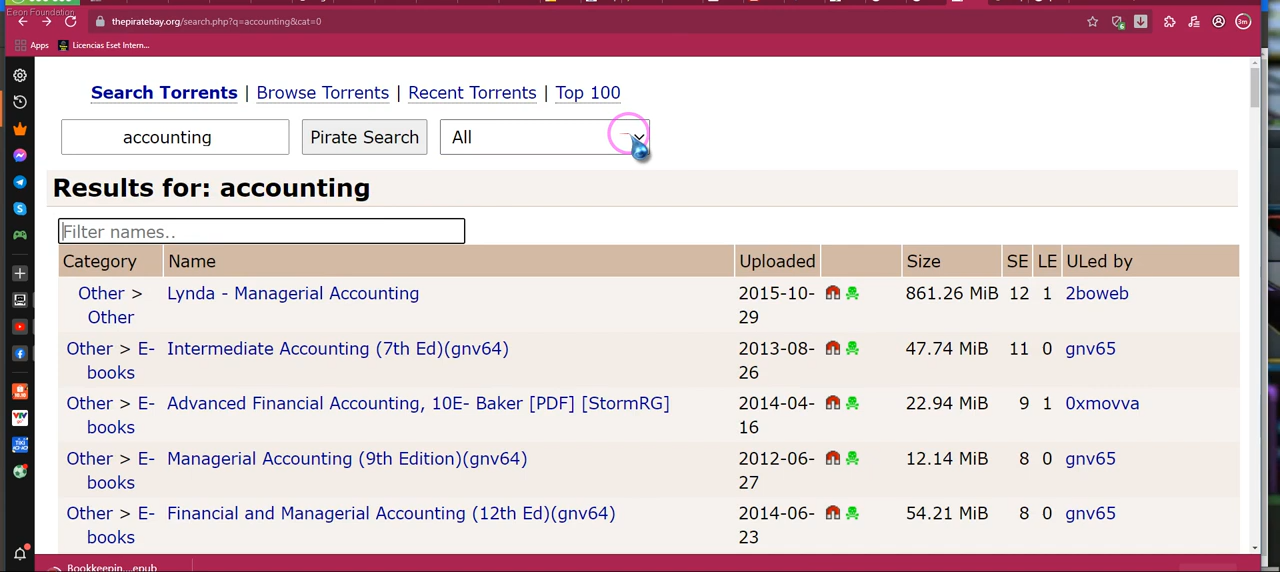 Eeon Foundation
thepiratebay.org/search.php?q=accounting&cat=0
3m
Apps Licencias Eset Intern...
Search Torrents | Browse Torrents | Recent Torrents | Top 100
accounting Pirate Search All
Results for: accounting
Filter names..
Category Name Uploaded Size SE LE ULed by
Other > Lynda - Managerial Accounting 2015-10- 861.26 MiB 12 1 2boweb
Other 29
Other > E- Intermediate Accounting (7th Ed)(gnv64) 2013-08- 47.74 MiB 11 0 gnv65
books 26
Other > E- Advanced Financial Accounting, 10E- Baker [PDF] [StormRG] 2014-04- 22.94 MiB 9 1 0xmovva
books 16
Other > E- Managerial Accounting (9th Edition)(gnv64) 2012-06- 12.14 MiB 8 0 gnv65
books 27
Other > E- Financial and Managerial Accounting (12th Ed)(gnv64) 2014-06- 54.21 MiB 8 0 gnv65
books 23
Bookkeepin....epub